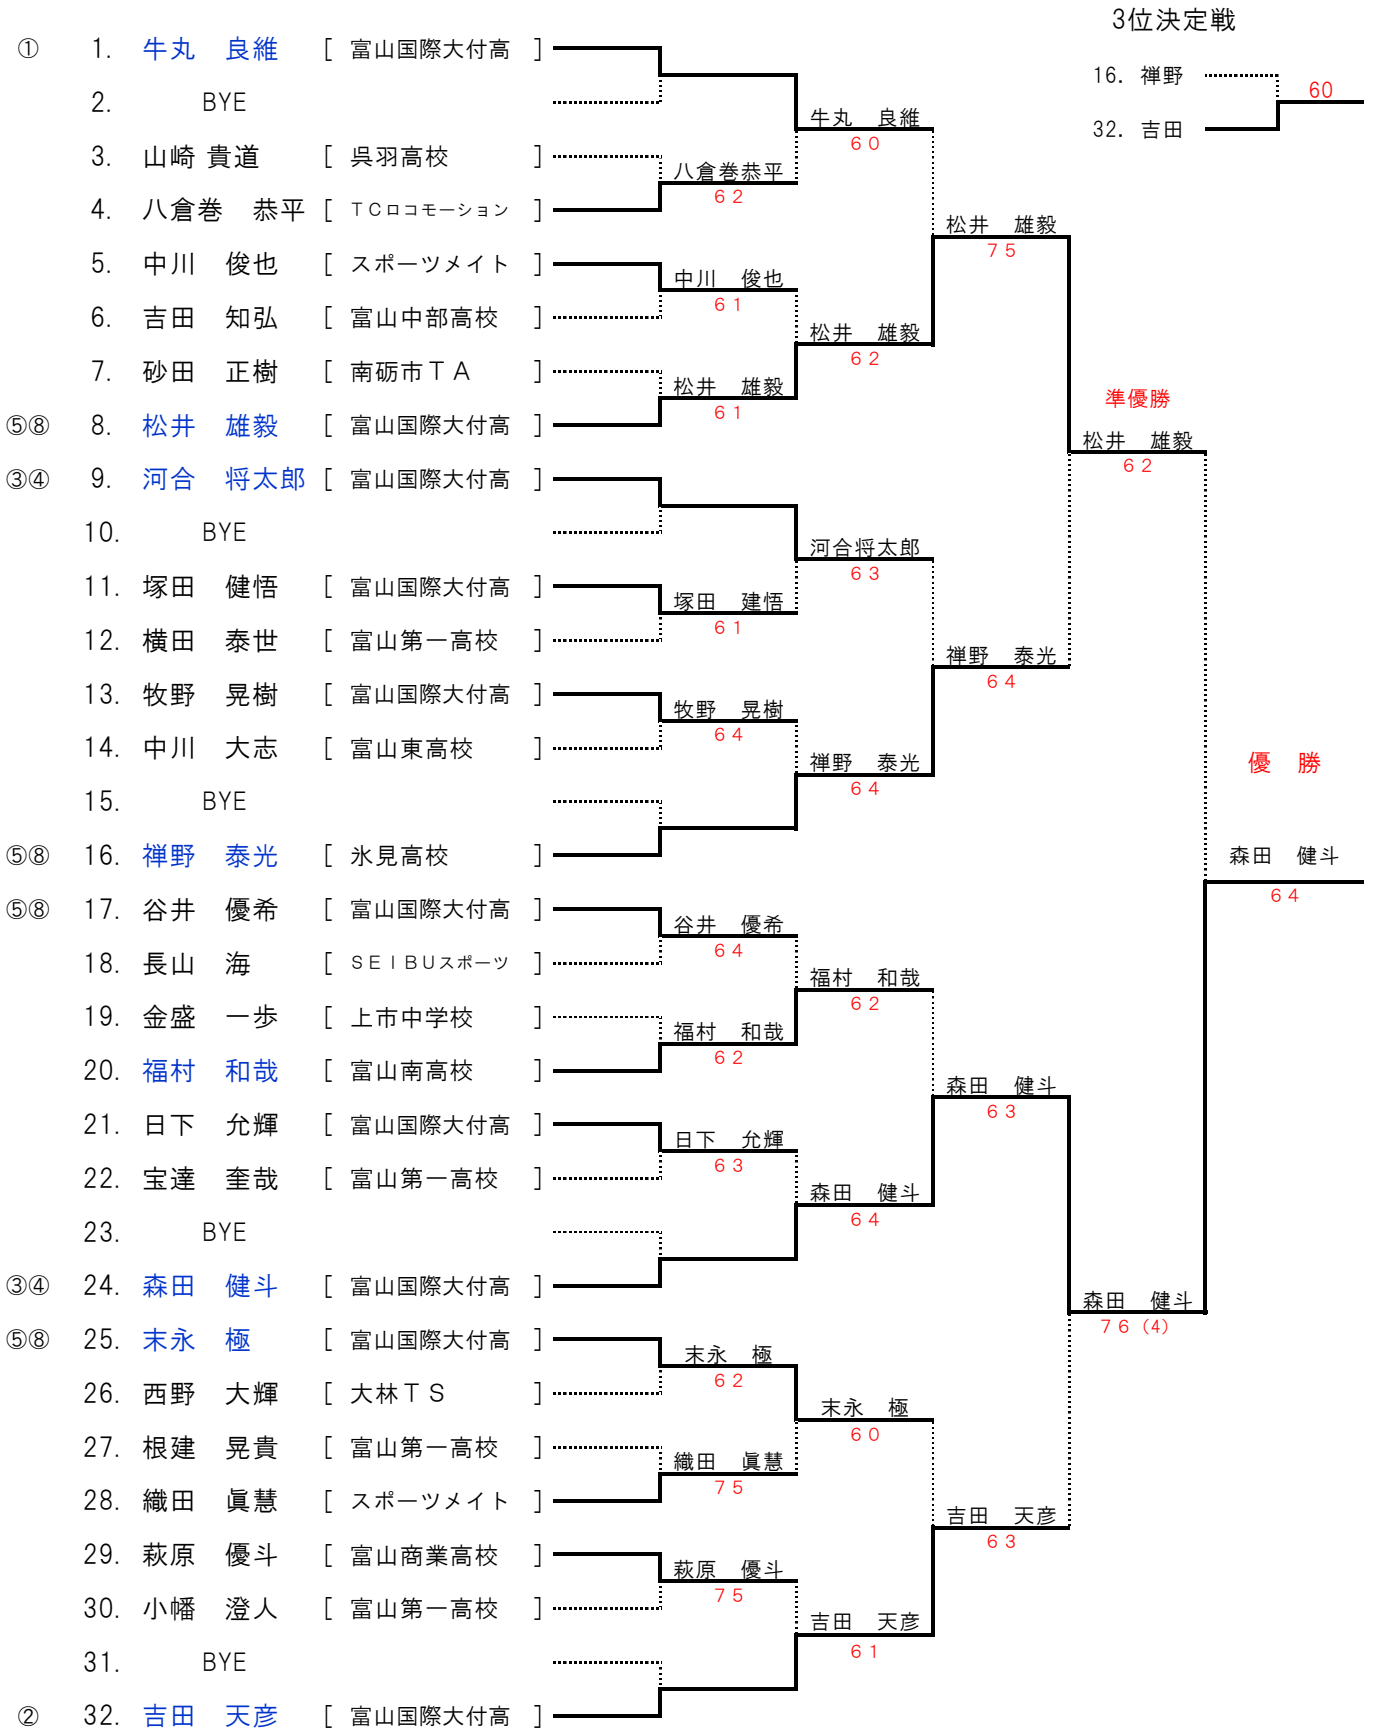 3位決定戦
16. 禅野
60
32. 吉田
① 1. 牛丸　良維 [ 富山国際大付高 ]
2. BYE
牛丸　良維
60
3. 山崎 貴道 [ 呉羽高校 ]
八倉巻恭平
62
4. 八倉巻　恭平 [ ＴＣロコモーション ]
松井　雄毅
75
5. 中川　俊也 [ スポーツメイト ]
中川　俊也
61
6. 吉田　知弘 [ 富山中部高校 ]
松井　雄毅
62
7. 砂田　正樹 [ 南砺市ＴＡ ]
松井　雄毅
61
準優勝
⑤⑧ 8. 松井　雄毅 [ 富山国際大付高 ]
松井　雄毅
62
③④ 9. 河合　将太郎 [ 富山国際大付高 ]
10. BYE
河合将太郎
63
11. 塚田　健悟 [ 富山国際大付高 ]
塚田　建悟
61
12. 横田　泰世 [ 富山第一高校 ]
禅野　泰光
64
13. 牧野　晃樹 [ 富山国際大付高 ]
牧野　晃樹
64
14. 中川　大志 [ 富山東高校 ]
禅野　泰光
64
優　勝
15. BYE
⑤⑧ 16. 禅野　泰光 [ 氷見高校 ]
森田　健斗
64
⑤⑧ 17. 谷井　優希 [ 富山国際大付高 ]
谷井　優希
64
18. 長山　海 [ ＳＥＩＢＵスポーツ ]
福村　和哉
62
19. 金盛　一歩 [ 上市中学校 ]
福村　和哉
62
20. 福村　和哉 [ 富山南高校 ]
森田　健斗
63
21. 日下　允輝 [ 富山国際大付高 ]
日下　允輝
63
22. 宝達　奎哉 [ 富山第一高校 ]
森田　健斗
64
23. BYE
③④ 24. 森田　健斗 [ 富山国際大付高 ]
森田　健斗
76(4)
⑤⑧ 25. 末永　極 [ 富山国際大付高 ]
末永　極
62
26. 西野　大輝 [ 大林ＴＳ ]
末永　極
60
27. 根建　晃貴 [ 富山第一高校 ]
織田　眞慧
75
28. 織田　眞慧 [ スポーツメイト ]
吉田　天彦
63
29. 萩原　優斗 [ 富山商業高校 ]
萩原　優斗
75
30. 小幡　澄人 [ 富山第一高校 ]
吉田　天彦
61
31. BYE
② 32. 吉田　天彦 [ 富山国際大付高 ]